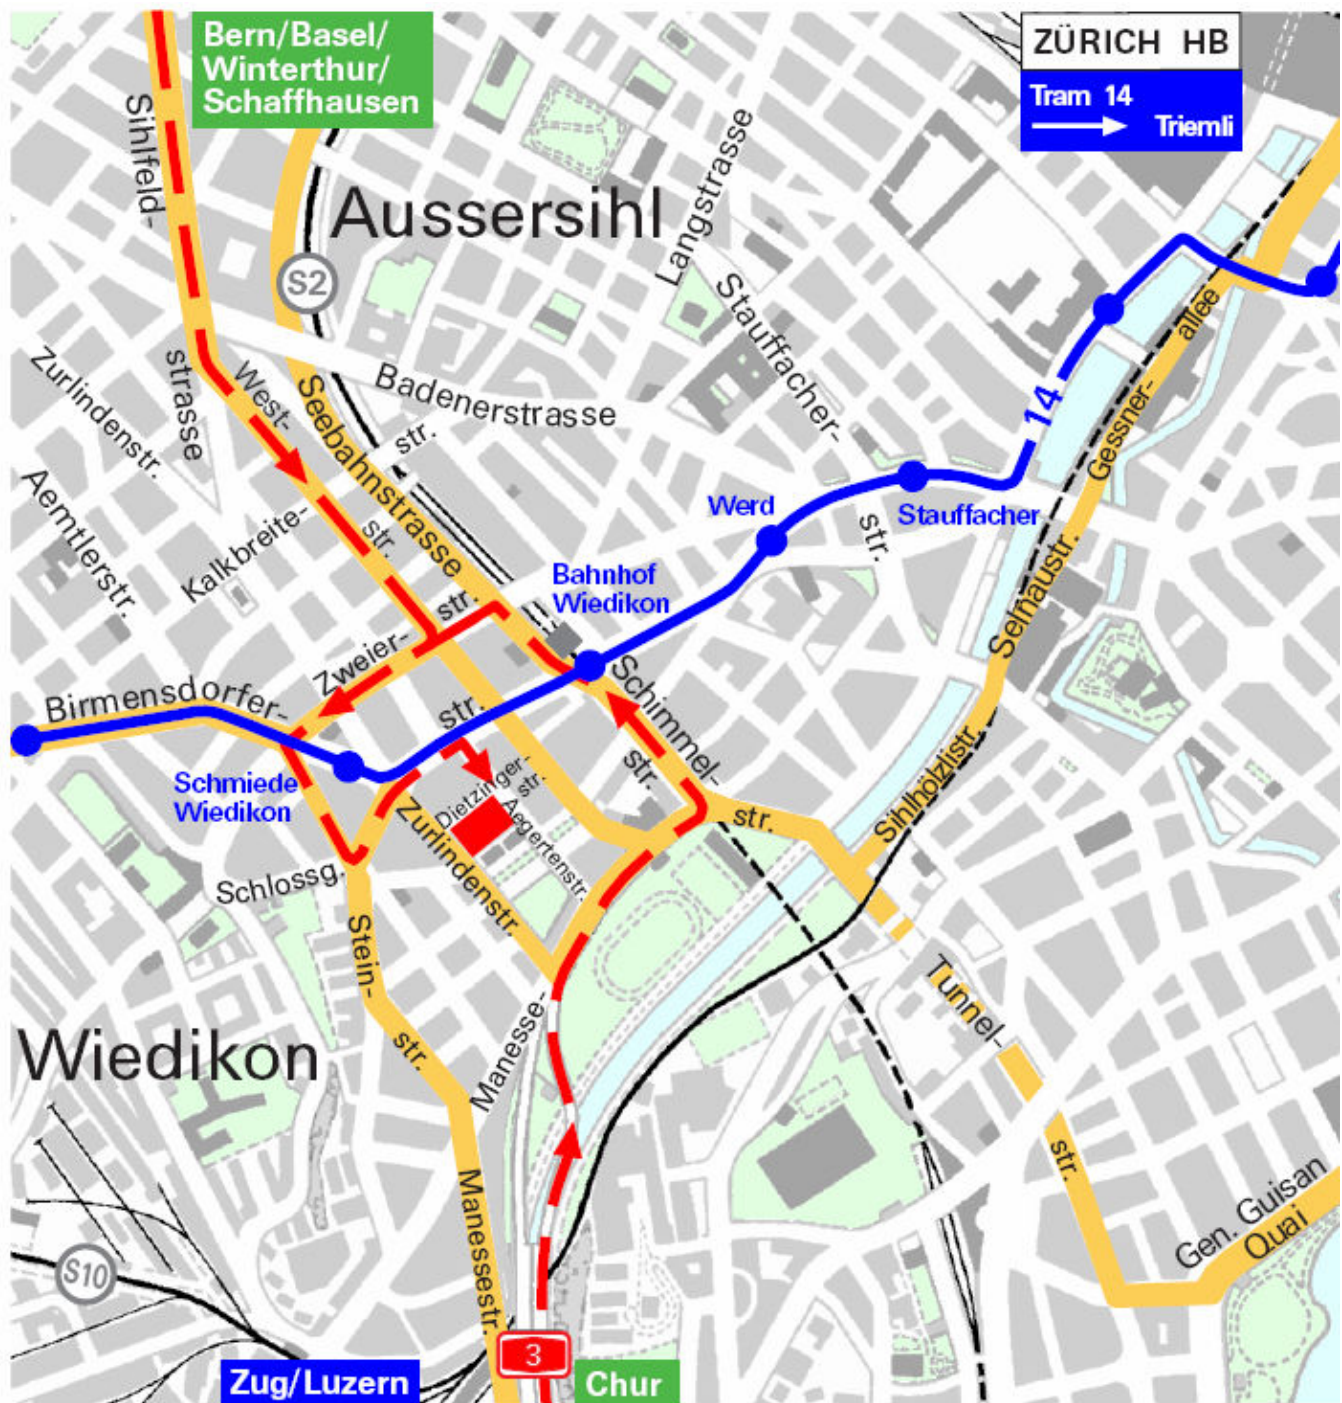 Bern/Basel/
Winterthur/
Schaffhausen
ZÜRICH HB
Tram 14
Triemli
Sihlfeld-
strasse
Aussersihl
Langstrasse
S2
Stauffacher-
str.
allee
Gessner-
Zurlindenstr.
West-
str.
Seebahnstrasse
Badenerstrasse
14
Aemtlerstr.
Kalkbreite-
str.
Werd
Stauffacher
Bahnhof
Wiedikon
Selnaustr.
Zweier-
str.
Birmensdorfer-
str.
Schimmel-
str.
str.
Schmiede
Wiedikon
Dietzinger-
str.
Aegertenstr.
Zurlindenstr.
Sihlhölzlistr.
Schlossg.
Stein-
str.
Tunnel-
str.
Wiedikon
Manesse-
Manessestr.
Gen. Guisan
Quai
S10
3
Zug/Luzern
Chur